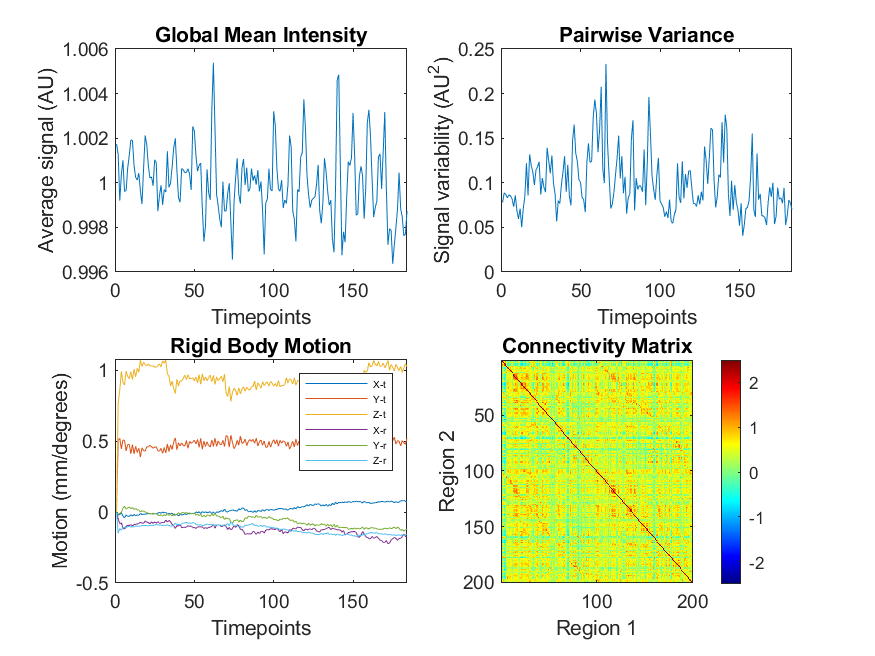 Global Mean Intensity
Average signal (AU)
1.006
1.004
1.002
1
0.998
0.996
0
50
100
150
Timepoints
Pairwise Variance
Signal variability (AU²)
0.25
0.2
0.15
0.1
0.05
0
0
50
100
150
Timepoints
Rigid Body Motion
Motion (mm/degrees)
1
0.5
0
-0.5
0
50
100
150
Timepoints
X-t
Y-t
Z-t
X-r
Y-r
Z-r
Connectivity Matrix
Region 2
50
100
150
200
100
200
Region 1
2
1
0
-1
-2